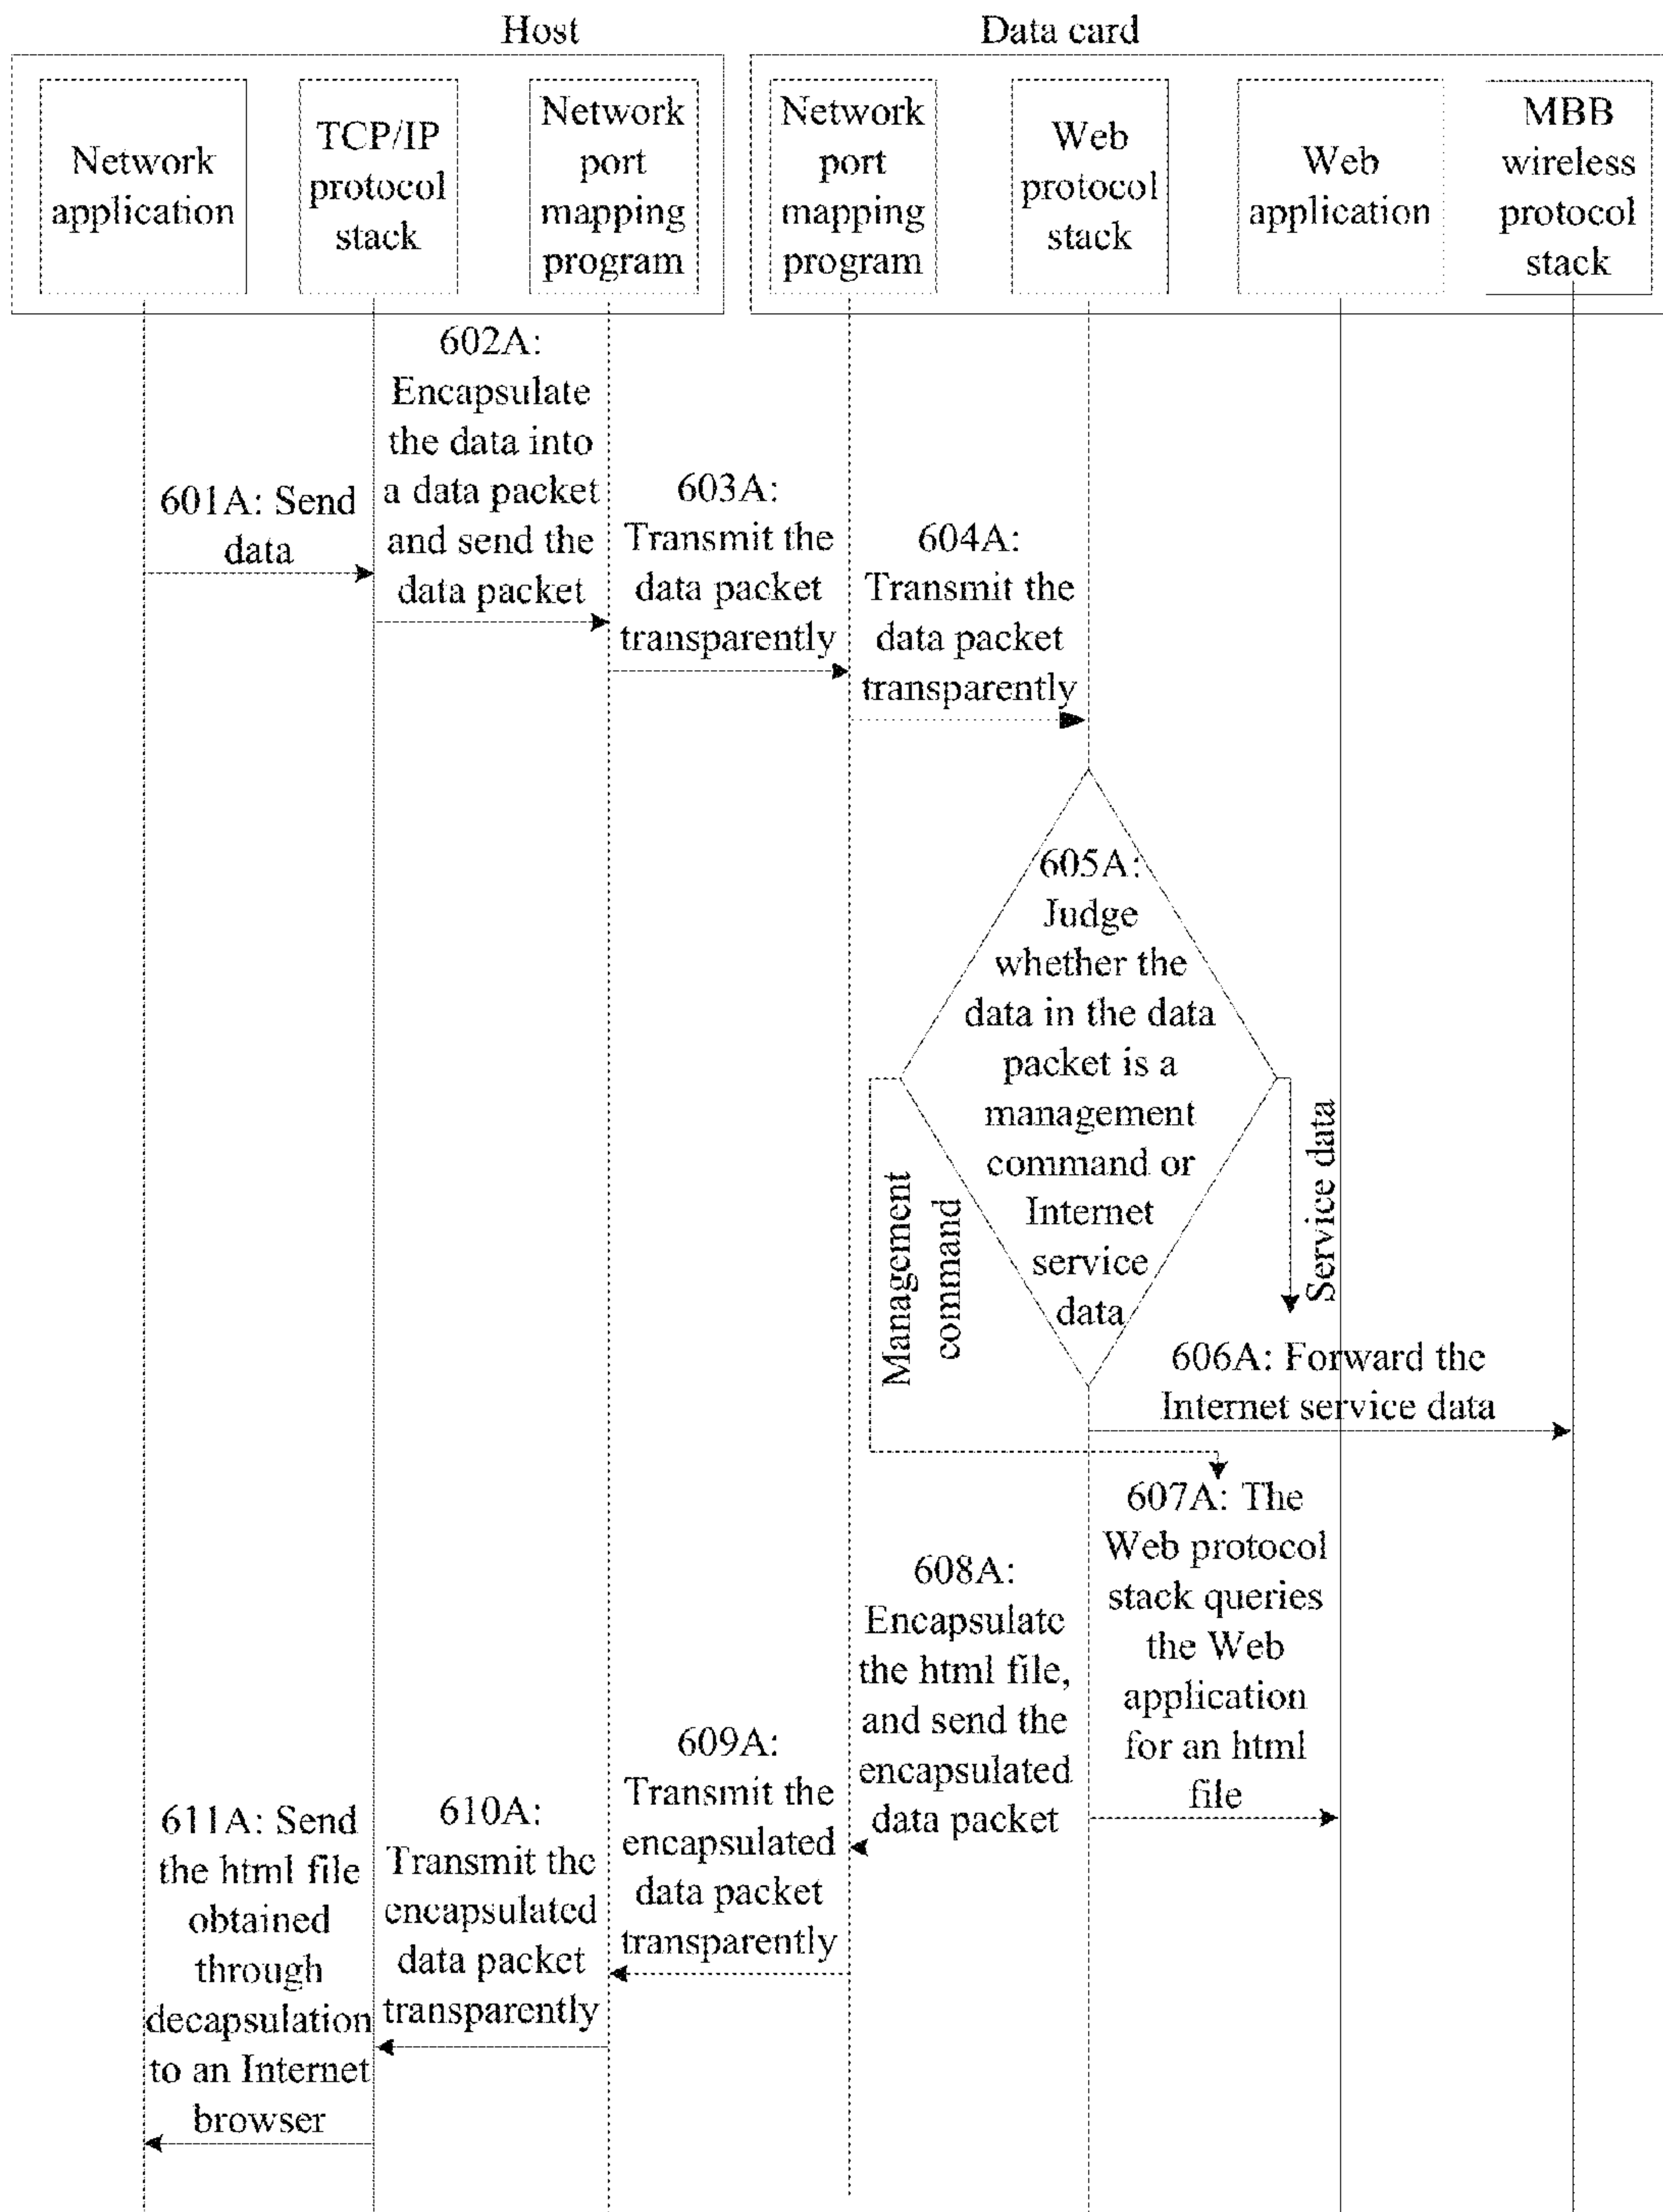 Host
Data card
Network
application
TCP/IP
protocol
stack
Network
port
mapping
program
Network
port
mapping
program
Web
protocol
stack
Web
application
MBB
wireless
protocol
stack
601A: Send
data
602A:
Encapsulate
the data into
a data packet
and send the
data packet
603A:
Transmit the
data packet
transparently
604A:
Transmit the
data packet
transparently
605A:
Judge
whether the
data in the data
packet is a
management
command or
Internet
service
data
Management
command
Service data
606A: Forward the
Internet service data
607A: The
Web protocol
stack queries
the Web
application
for an html
file
608A:
Encapsulate
the html file,
and send the
encapsulated
data packet
609A:
Transmit the
encapsulated
data packet
transparently
610A:
Transmit the
encapsulated
data packet
transparently
611A: Send
the html file
obtained
through
decapsulation
to an Internet
browser